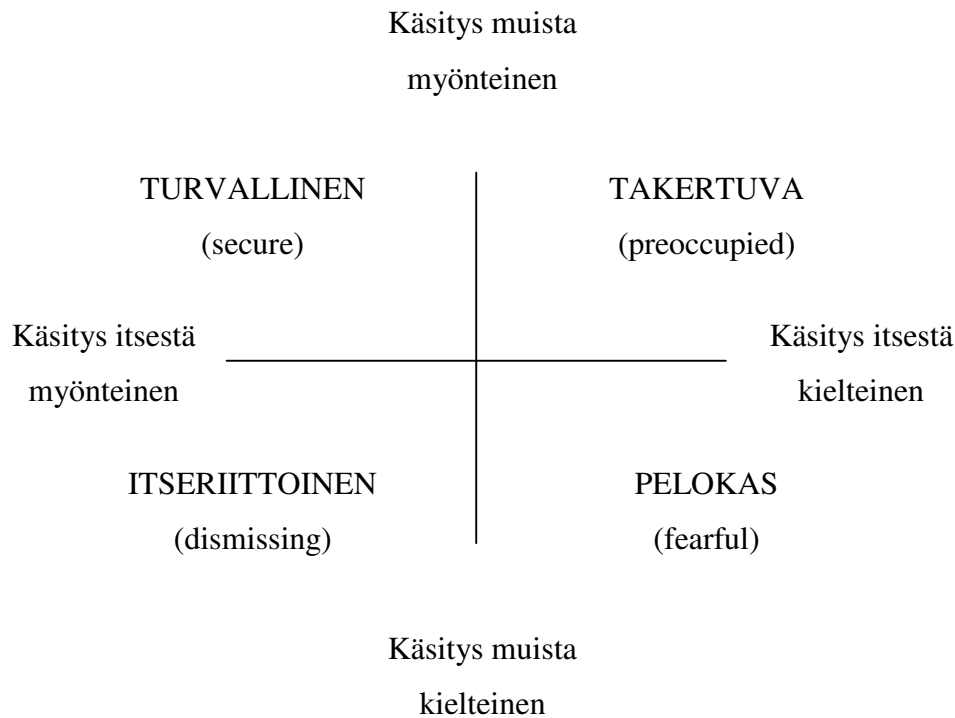 Käsitys muista
myönteinen
TURVALLINEN
(secure)
TAKERTUVA
(preoccupied)
Käsitys itsestä
myönteinen
Käsitys itsestä
kielteinen
ITSERIITTOINEN
(dismissing)
PELOKAS
(fearful)
Käsitys muista
kielteinen